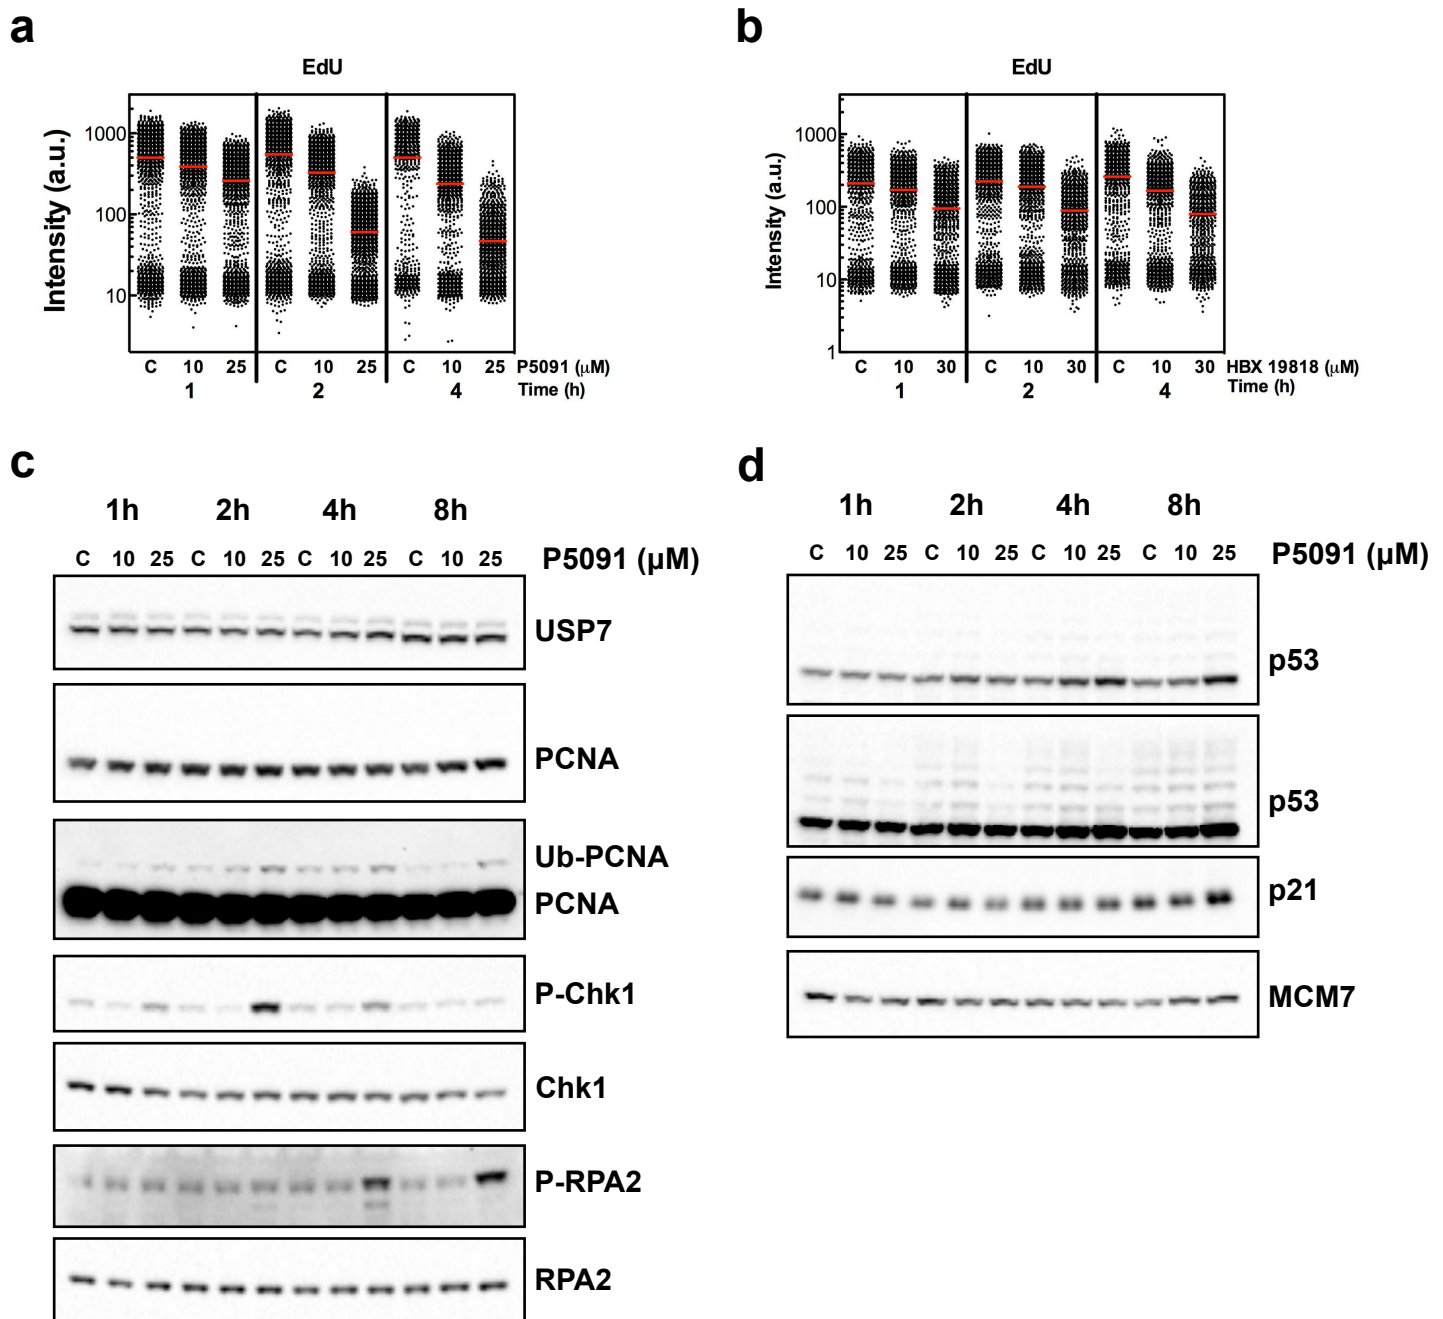 a
EdU
Intensity (a.u.)
1000
100
10
C 10 25 C 10 25 C 10 25 P5091 (μM)
1 2 4 Time (h)
b
EdU
Intensity (a.u.)
1000
100
10
1
C 10 30 C 10 30 C 10 30 HBX 19818 (μM)
1 2 4 Time (h)
c
1h 2h 4h 8h
C 10 25 C 10 25 C 10 25 C 10 25 P5091 (μM)
USP7
PCNA
Ub-PCNA
PCNA
P-Chk1
Chk1
P-RPA2
RPA2
d
1h 2h 4h 8h
C 10 25 C 10 25 C 10 25 C 10 25 P5091 (μM)
p53
p53
p21
MCM7